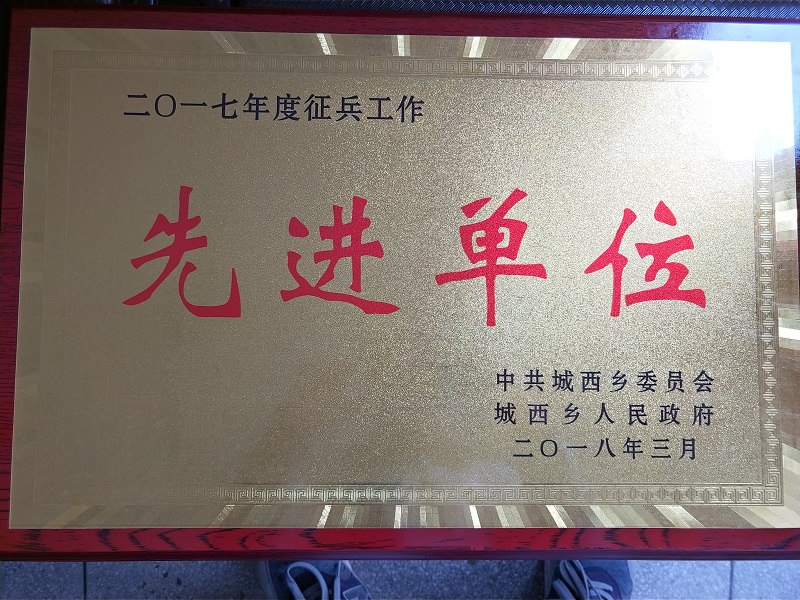 二〇一七年度征兵工作
先进单位
中共城西乡委员会
城西乡人民政府
二〇一八年三月